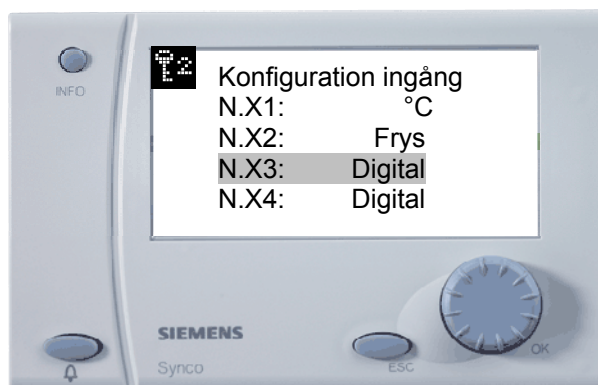 INFO
2
Konfiguration ingång
N.X1: °C
N.X2: Frys
N.X3: Digital
N.X4: Digital
SIEMENS
Synco
ESC
OK